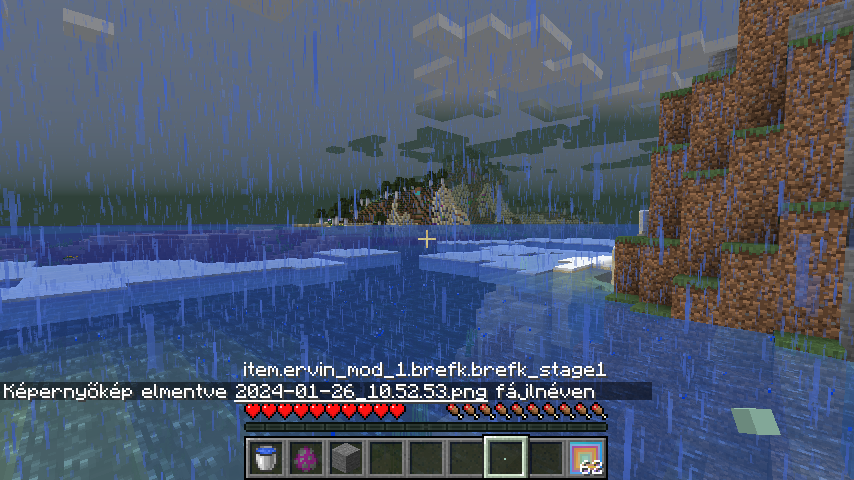 item.ervin_mod_1.brefk.brefk_stage1
Képernyőkép elmentve 2024-01-26_10.52.53.png fájlnéven
62